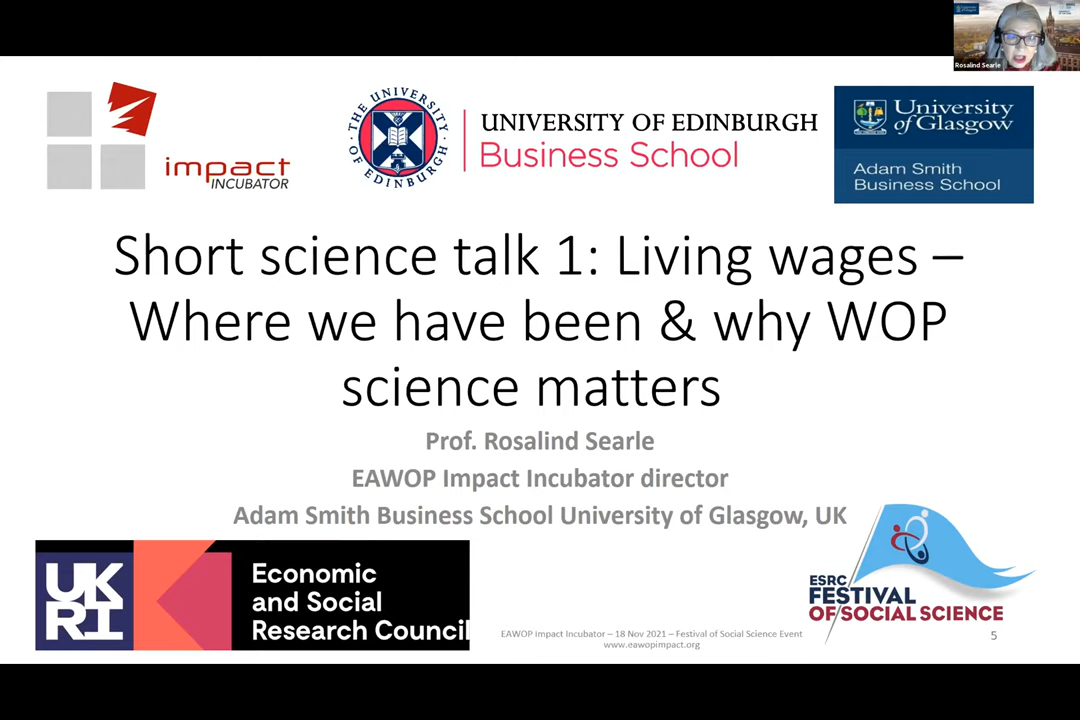 Rosalind Searle
impact
INCUBATOR
THE UNIVERSITY OF EDINBURGH
UNIVERSITY OF EDINBURGH
Business School
University
of Glasgow
Adam Smith
Business School
Short science talk 1: Living wages –
Where we have been & why WOP
science matters
Prof. Rosalind Searle
EAWOP Impact Incubator director
Adam Smith Business School University of Glasgow, UK
UK
RI
Economic
and Social
Research Council
ESRC
FESTIVAL
OF SOCIAL SCIENCE
EAWOP Impact Incubator – 18 Nov 2021 – Festival of Social Science Event
www.eawopimpact.org
5